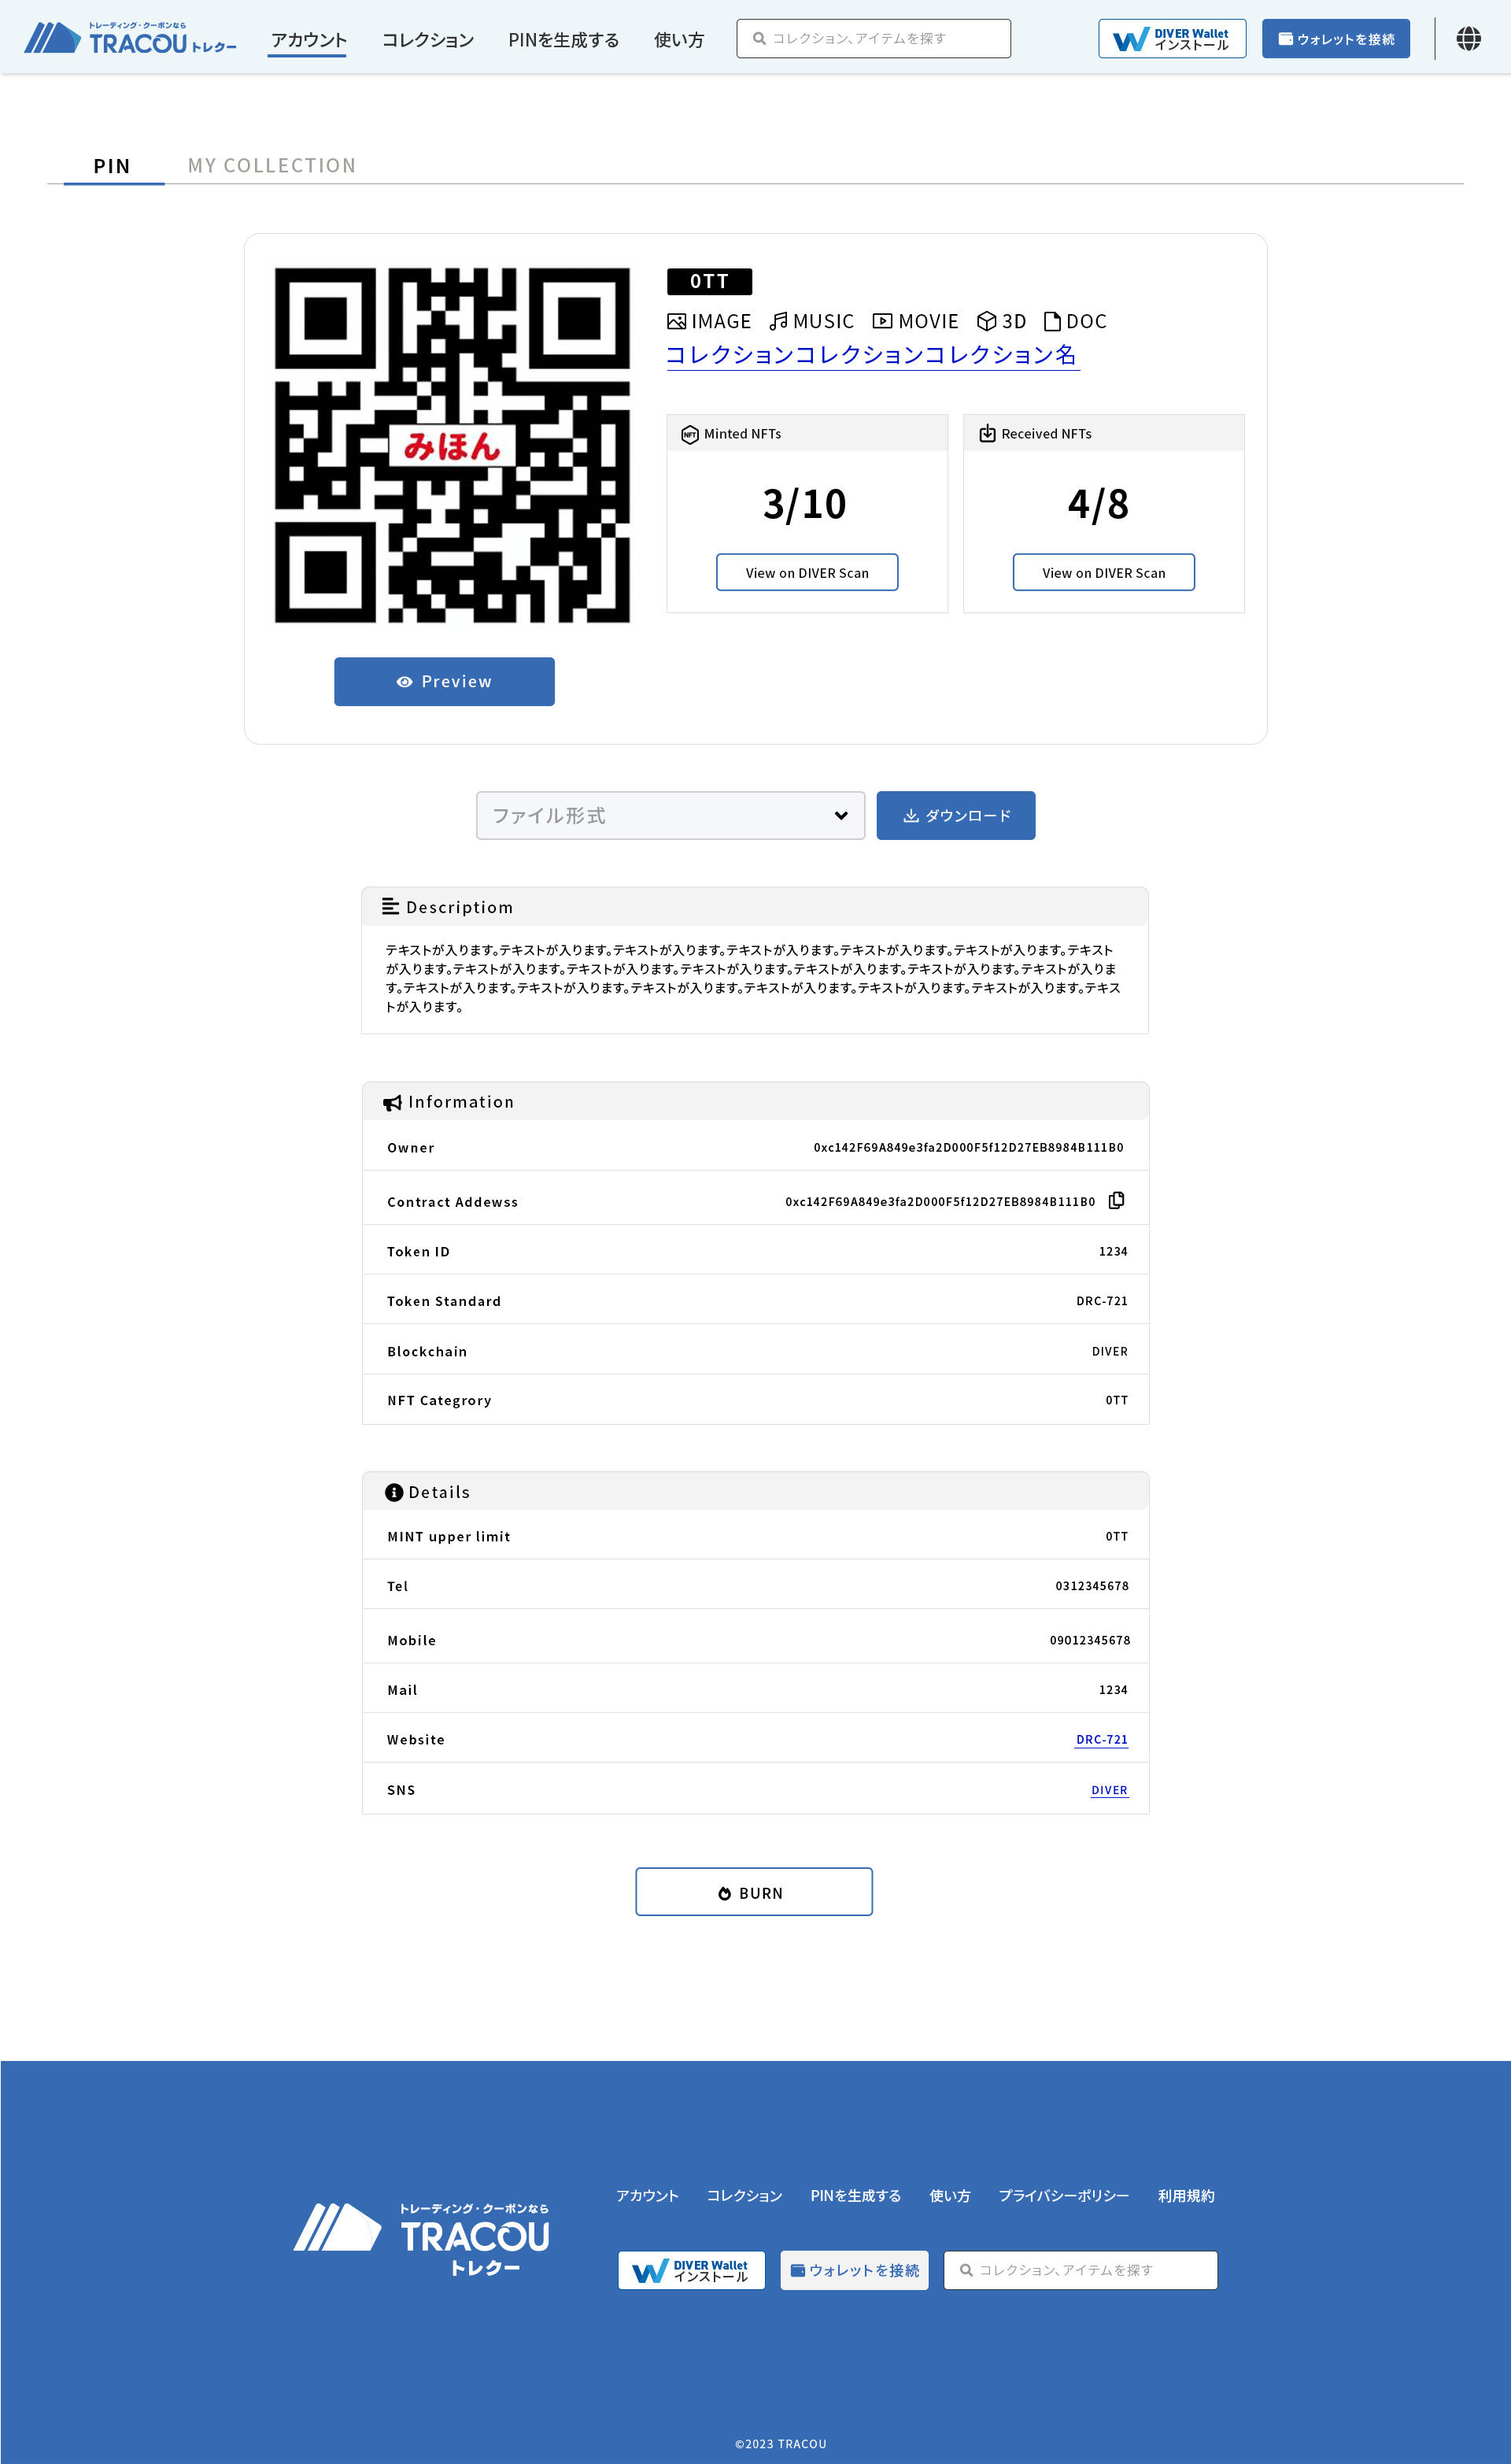 トレーディング・クーポンなら
TRACOU トレクー
アカウント
コレクション
PINを生成する
使い方
コレクション、アイテムを探す
DIVER Wallet
インストール
ウォレットを接続
PIN
MY COLLECTION
みほん
Preview
0TT
IMAGE
MUSIC
MOVIE
3D
DOC
コレクションコレクションコレクション名
NFT
Minted NFTs
3/10
View on DIVER Scan
Received NFTs
4/8
View on DIVER Scan
ファイル形式
ダウンロード
Descriptiom
テキストが入ります。テキストが入ります。テキストが入ります。テキストが入ります。テキストが入ります。テキストが入ります。テキスト
が入ります。テキストが入ります。テキストが入ります。テキストが入ります。テキストが入ります。テキストが入ります。テキストが入りま
す。テキストが入ります。テキストが入ります。テキストが入ります。テキストが入ります。テキストが入ります。テキストが入ります。テキス
トが入ります。
Information
Owner 0xc142F69A849e3fa2D000F5f12D27EB8984B111B0
Contract Addewss 0xc142F69A849e3fa2D000F5f12D27EB8984B111B0
Token ID 1234
Token Standard DRC-721
Blockchain DIVER
NFT Categrory 0TT
Details
MINT upper limit 0TT
Tel 0312345678
Mobile 09012345678
Mail 1234
Website DRC-721
SNS DIVER
BURN
トレーディング・クーポンなら
TRACOU
トレクー
アカウント
コレクション
PINを生成する
使い方
プライバシーポリシー
利用規約
DIVER Wallet
インストール
ウォレットを接続
コレクション、アイテムを探す
©2023 TRACOU